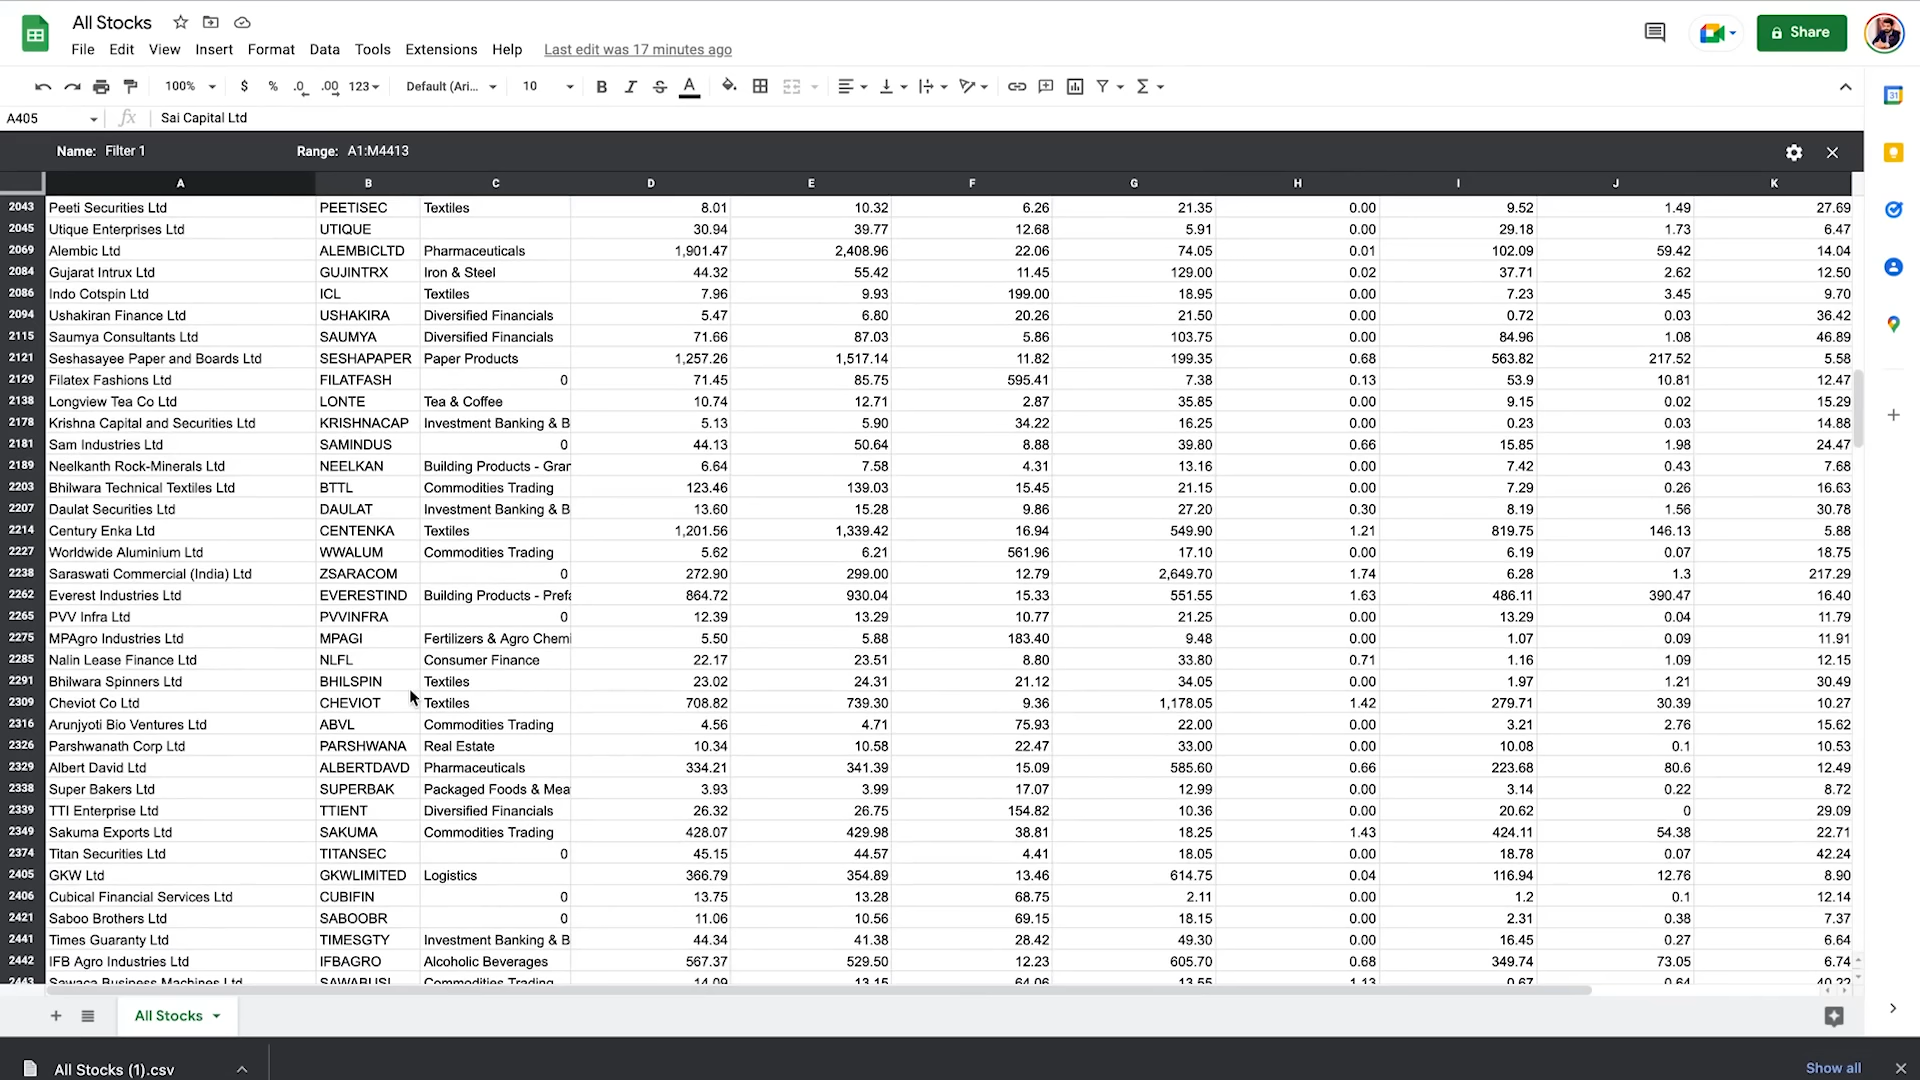 All Stocks
File Edit View Insert Format Data Tools Extensions Help Last edit was 17 minutes ago
Share
100% $ % .0 .00 123 Default (Ari... 10 B I S A Σ
A405 fx Sai Capital Ltd
31
Name: Filter 1 Range: A1:M4413
A B C D E F G H I J K
2043 Peeti Securities Ltd PEETISEC Textiles 8.01 10.32 6.26 21.35 0.00 9.52 1.49 27.69
2045 Utique Enterprises Ltd UTIQUE 30.94 39.77 12.68 5.91 0.00 29.18 1.73 6.47
2069 Alembic Ltd ALEMBICLTD Pharmaceuticals 1,901.47 2,408.96 22.06 74.05 0.01 102.09 59.42 14.04
2084 Gujarat Intrux Ltd GUJINTRX Iron & Steel 44.32 55.42 11.45 129.00 0.02 37.71 2.62 12.50
2086 Indo Cotspin Ltd ICL Textiles 7.96 9.93 199.00 18.95 0.00 7.23 3.45 9.70
2094 Ushakiran Finance Ltd USHAKIRA Diversified Financials 5.47 6.80 20.26 21.50 0.00 0.72 0.03 36.42
2115 Saumya Consultants Ltd SAUMYA Diversified Financials 71.66 87.03 5.86 103.75 0.00 84.96 1.08 46.89
2121 Seshasayee Paper and Boards Ltd SESHAPAPER Paper Products 1,257.26 1,517.14 11.82 199.35 0.68 563.82 217.52 5.58
2129 Filatex Fashions Ltd FILATFASH 0 71.45 85.75 595.41 7.38 0.13 53.9 10.81 12.47
2138 Longview Tea Co Ltd LONTE Tea & Coffee 10.74 12.71 2.87 35.85 0.00 9.15 0.02 15.29
2178 Krishna Capital and Securities Ltd KRISHNACAP Investment Banking & B 5.13 5.90 34.22 16.25 0.00 0.23 0.03 14.88
2181 Sam Industries Ltd SAMINDUS 0 44.13 50.64 8.88 39.80 0.66 15.85 1.98 24.47
2189 Neelkanth Rock-Minerals Ltd NEELKAN Building Products - Gran 6.64 7.58 4.31 13.16 0.00 7.42 0.43 7.68
2203 Bhilwara Technical Textiles Ltd BTTL Commodities Trading 123.46 139.03 15.45 21.15 0.00 7.29 0.26 16.63
2207 Daulat Securities Ltd DAULAT Investment Banking & B 13.60 15.28 9.86 27.20 0.30 8.19 1.56 30.78
2214 Century Enka Ltd CENTENKA Textiles 1,201.56 1,339.42 16.94 549.90 1.21 819.75 146.13 5.88
2227 Worldwide Aluminium Ltd WWALUM Commodities Trading 5.62 6.21 561.96 17.10 0.00 6.19 0.07 18.75
2238 Saraswati Commercial (India) Ltd ZSARACOM 0 272.90 299.00 12.79 2,649.70 1.74 6.28 1.3 217.29
2262 Everest Industries Ltd EVERESTIND Building Products - Prefa 864.72 930.04 15.33 551.55 1.63 486.11 390.47 16.40
2265 PVV Infra Ltd PVVINFRA 0 12.39 13.29 10.77 21.25 0.00 13.29 0.04 11.79
2275 MPAgro Industries Ltd MPAGI Fertilizers & Agro Chemi 5.50 5.88 183.40 9.48 0.00 1.07 0.09 11.91
2285 Nalin Lease Finance Ltd NLFL Consumer Finance 22.17 23.51 8.80 33.80 0.71 1.16 1.09 12.15
2291 Bhilwara Spinners Ltd BHILSPIN Textiles 23.02 24.31 21.12 34.05 0.00 1.97 1.21 30.49
2309 Cheviot Co Ltd CHEVIOT Textiles 708.82 739.30 9.36 1,178.05 1.42 279.71 30.39 10.27
2316 Arunjyoti Bio Ventures Ltd ABVL Commodities Trading 4.56 4.71 75.93 22.00 0.00 3.21 2.76 15.62
2326 Parshwanath Corp Ltd PARSHWANA Real Estate 10.34 10.58 22.47 33.00 0.00 10.08 0.1 10.53
2329 Albert David Ltd ALBERTDAVD Pharmaceuticals 334.21 341.39 15.09 585.60 0.66 223.68 80.6 12.49
2338 Super Bakers Ltd SUPERBAK Packaged Foods & Mea 3.93 3.99 17.07 12.99 0.00 3.14 0.22 8.72
2339 TTI Enterprise Ltd TTIENT Diversified Financials 26.32 26.75 154.82 10.36 0.00 20.62 0 29.09
2349 Sakuma Exports Ltd SAKUMA Commodities Trading 428.07 429.98 38.81 18.25 1.43 424.11 54.38 22.71
2374 Titan Securities Ltd TITANSEC 0 45.15 44.57 4.41 18.05 0.00 18.78 0.07 42.24
2405 GKW Ltd GKWLIMITED Logistics 366.79 354.89 13.46 614.75 0.04 116.94 12.76 8.90
2406 Cubical Financial Services Ltd CUBIFIN 0 13.75 13.28 68.75 2.11 0.00 1.2 0.1 12.14
2421 Saboo Brothers Ltd SABOOBR 0 11.06 10.56 69.15 18.15 0.00 2.31 0.38 7.37
2441 Times Guaranty Ltd TIMESGTY Investment Banking & B 44.34 41.38 28.42 49.30 0.00 16.45 0.27 6.64
2442 IFB Agro Industries Ltd IFBAGRO Alcoholic Beverages 567.37 529.50 12.23 605.70 0.68 349.74 73.05 6.74
2443 Sawaca Business Machines Ltd SAWABUSI Commodities Trading 14.09 13.15 64.06 13.55 1.13 0.67 0.64 40.22
All Stocks
All Stocks (1).csv Show all